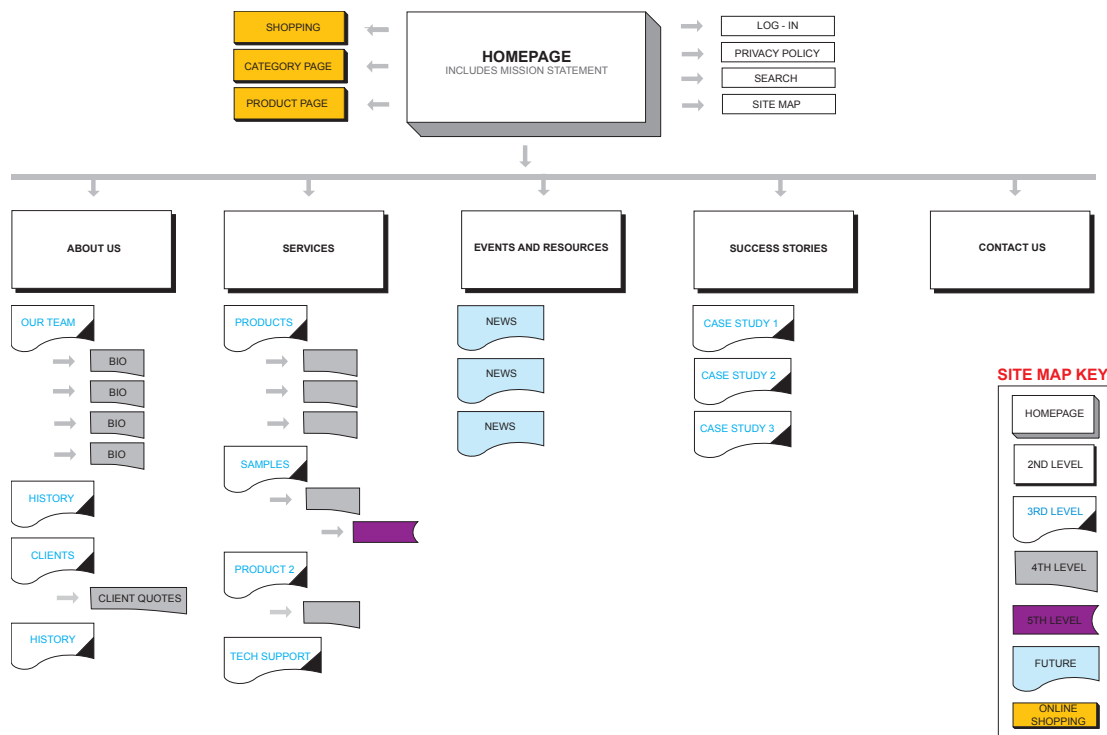 SHOPPING
CATEGORY PAGE
PRODUCT PAGE
HOMEPAGE
INCLUDES MISSION STATEMENT
LOG - IN
PRIVACY POLICY
SEARCH
SITE MAP
ABOUT US
SERVICES
EVENTS AND RESOURCES
SUCCESS STORIES
CONTACT US
OUR TEAM
BIO
BIO
BIO
BIO
HISTORY
CLIENTS
CLIENT QUOTES
HISTORY
PRODUCTS
SAMPLES
PRODUCT 2
TECH SUPPORT
NEWS
NEWS
NEWS
CASE STUDY 1
CASE STUDY 2
CASE STUDY 3
SITE MAP KEY
HOMEPAGE
2ND LEVEL
3RD LEVEL
4TH LEVEL
5TH LEVEL
FUTURE
ONLINE
SHOPPING